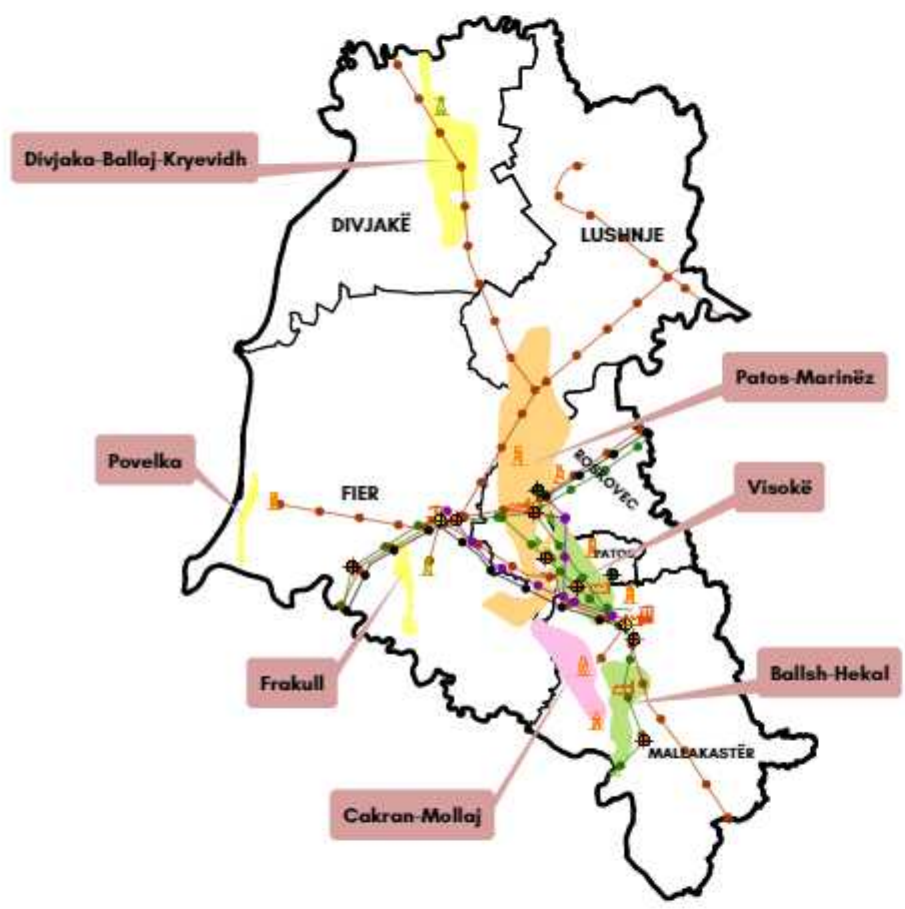 Divjaka-Ballaj-Kryevidh
DIVJAKË
LUSHNJE
Patos-Marinëz
Povelka
ROSKOVEC
Visokë
FIER
PATOS
Frakull
Ballsh-Hekal
MALLAKASTËR
Cakran-Mollaj